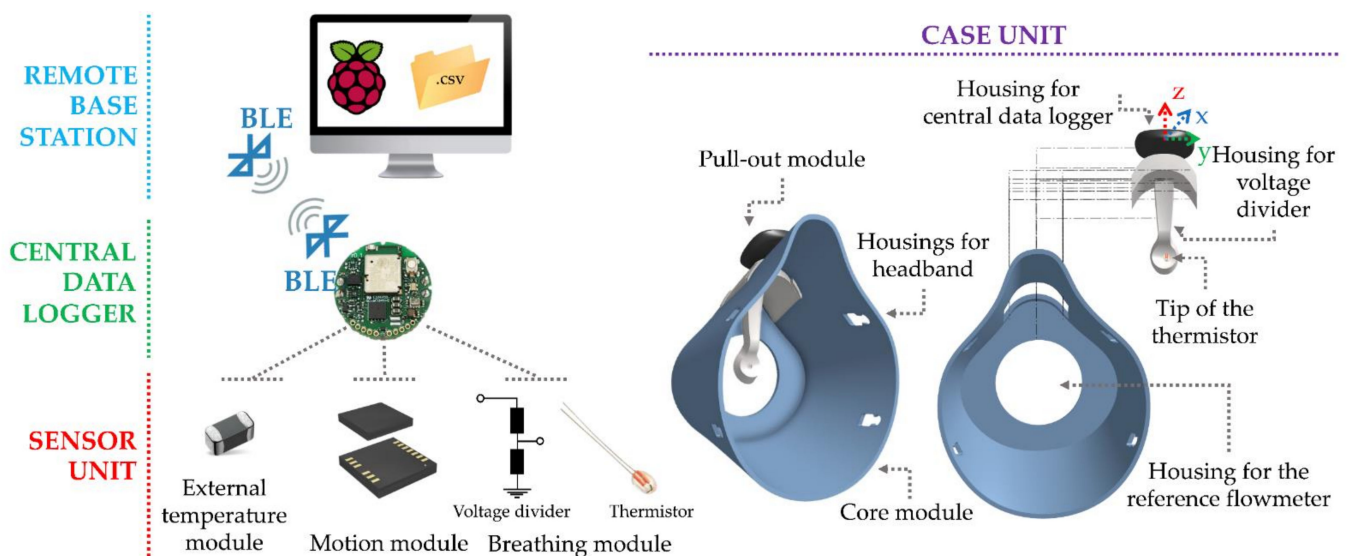 REMOTE
BASE
STATION
.csv
BLE
BLE
CENTRAL
DATA
LOGGER
SENSOR
UNIT
External
temperature
module
Motion module
Voltage divider
Thermistor
Breathing module
CASE UNIT
Housing for
central data logger
z
x
y
Housing for
voltage
divider
Pull-out module
Housings for
headband
Tip of the
thermistor
Core module
Housing for the
reference flowmeter